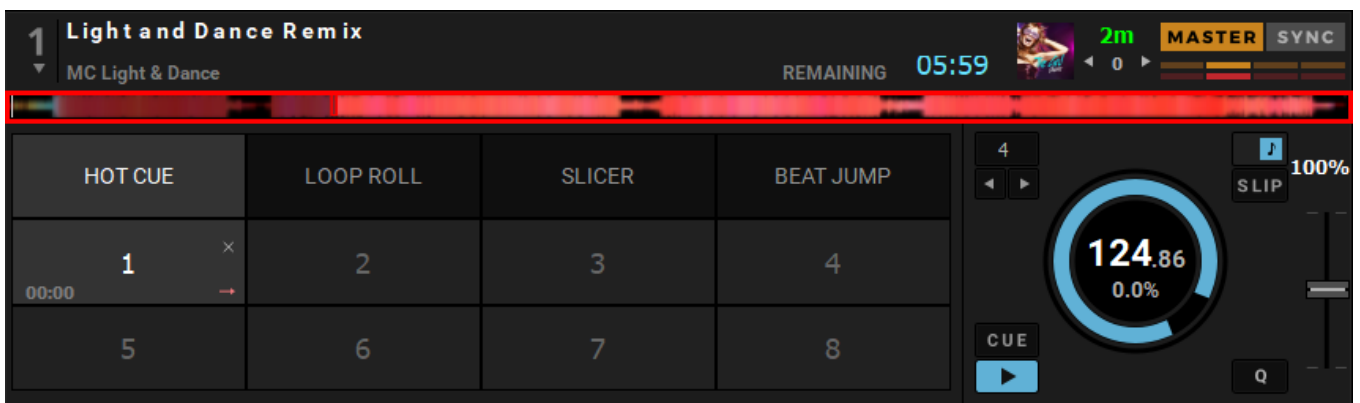 1
Light and Dance Remix
MC Light & Dance
REMAINING 05:59
2m
0
MASTER SYNC
HOT CUE LOOP ROLL SLICER BEAT JUMP
1 2 3 4
00:00
5 6 7 8
4
SLIP
100%
124.86
0.0%
CUE
Q